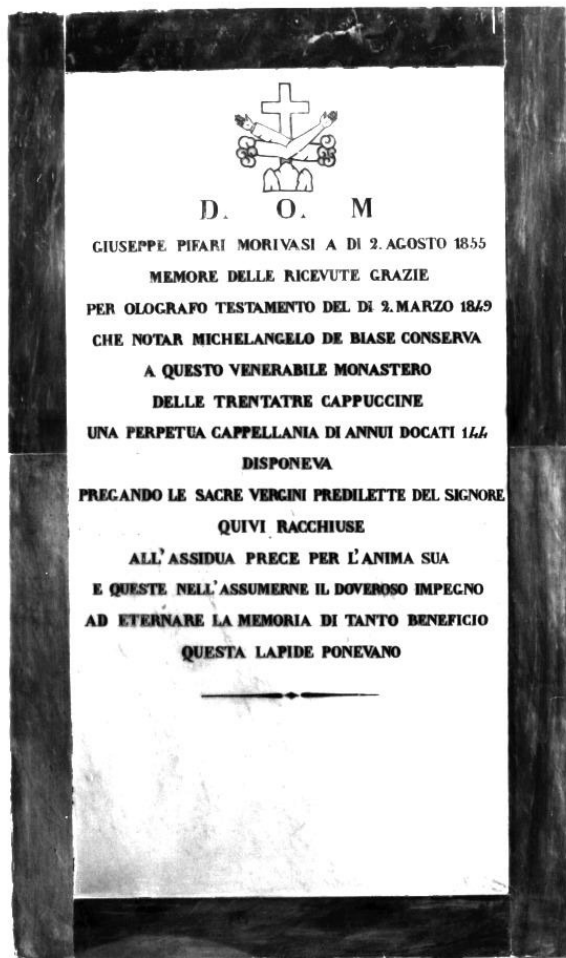 D. O. M
GIUSEPPE PIFARI MORIVASI A DI 2. AGOSTO 1855
MEMORE DELLE RICEVUTE GRAZIE
PER OLOGRAFO TESTAMENTO DEL DI 2. MARZO 1849
CHE NOTAR MICHELANGELO DE BIASE CONSERVA
A QUESTO VENERABILE MONASTERO
DELLE TRENTATRE CAPPUCCINE
UNA PERPETUA CAPPELLANIA DI ANNUI DOCATI 144
DISPONEVA
PREGANDO LE SACRE VERGINI PREDILETTE DEL SIGNORE
QUIVI RACCHIUSE
ALL'ASSIDUA PRECE PER L'ANIMA SUA
E QUESTE NELL'ASSUMERNE IL DOVEROSO IMPEGNO
AD ETERNARE LA MEMORIA DI TANTO BENEFICIO
QUESTA LAPIDE PONEVANO